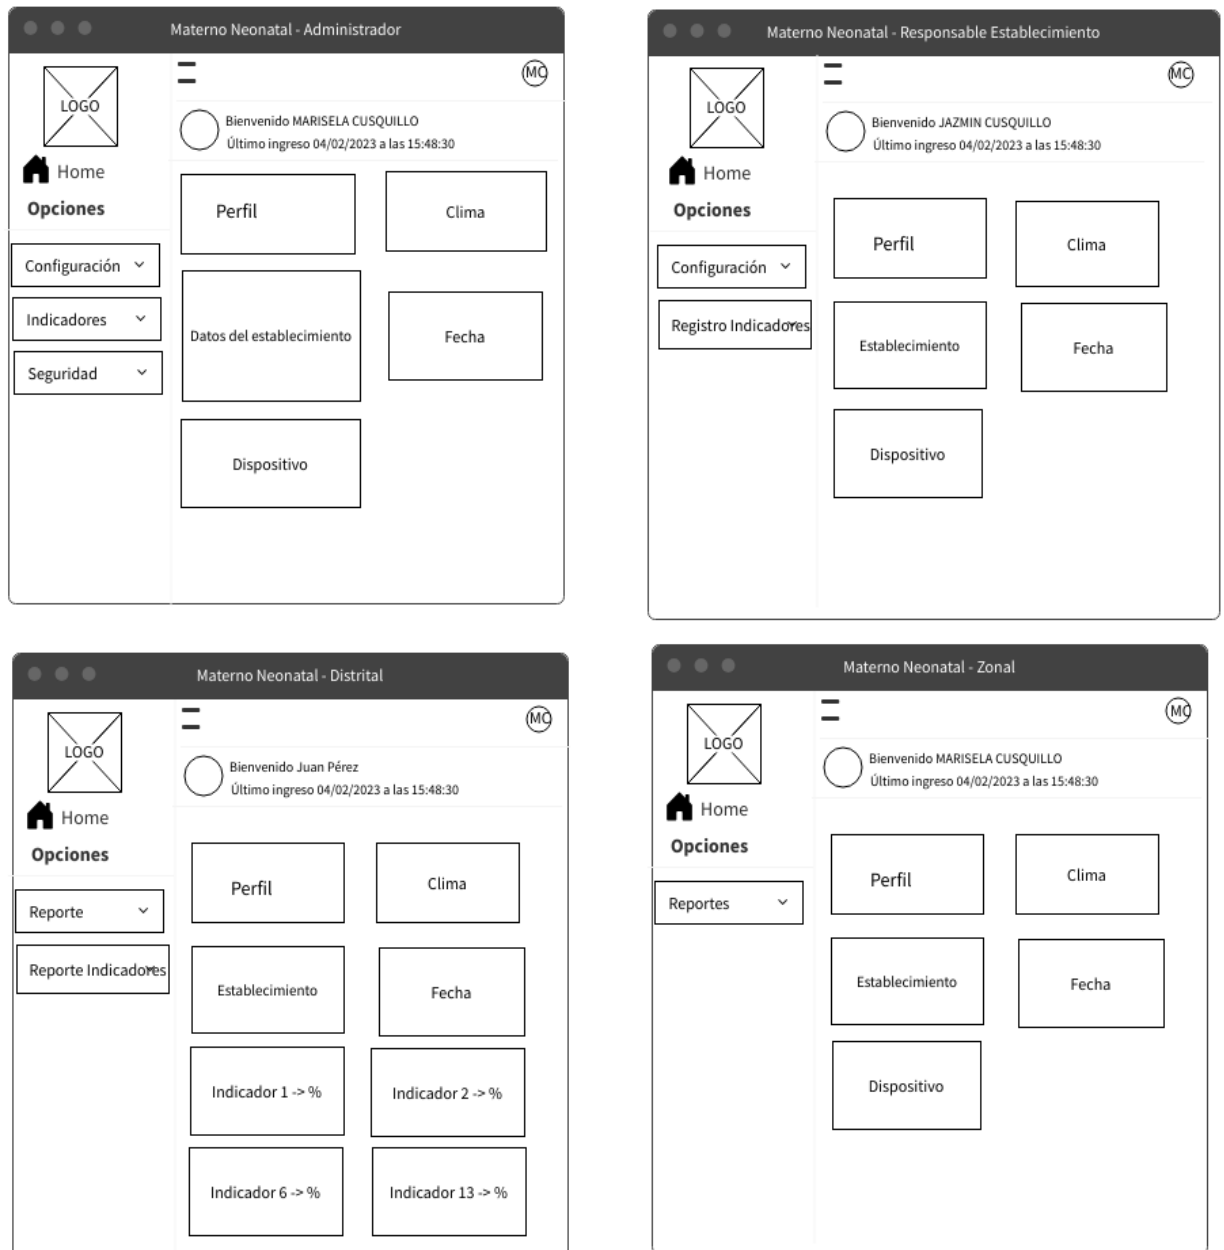 Materno Neonatal - Administrador
LOGO
MC
Bienvenido MARISELA CUSQUILLO
Último ingreso 04/02/2023 a las 15:48:30
Home
Opciones
Configuración
Indicadores
Seguridad
Perfil
Clima
Datos del establecimiento
Fecha
Dispositivo
Materno Neonatal - Responsable Establecimiento
LOGO
MC
Bienvenido JAZMIN CUSQUILLO
Último ingreso 04/02/2023 a las 15:48:30
Home
Opciones
Configuración
Registro Indicadores
Perfil
Clima
Establecimiento
Fecha
Dispositivo
Materno Neonatal - Distrital
LOGO
MC
Bienvenido Juan Pérez
Último ingreso 04/02/2023 a las 15:48:30
Home
Opciones
Reporte
Reporte Indicadores
Perfil
Clima
Establecimiento
Fecha
Indicador 1 -> %
Indicador 2 -> %
Indicador 6 -> %
Indicador 13 -> %
Materno Neonatal - Zonal
LOGO
MC
Bienvenido MARISELA CUSQUILLO
Último ingreso 04/02/2023 a las 15:48:30
Home
Opciones
Reportes
Perfil
Clima
Establecimiento
Fecha
Dispositivo